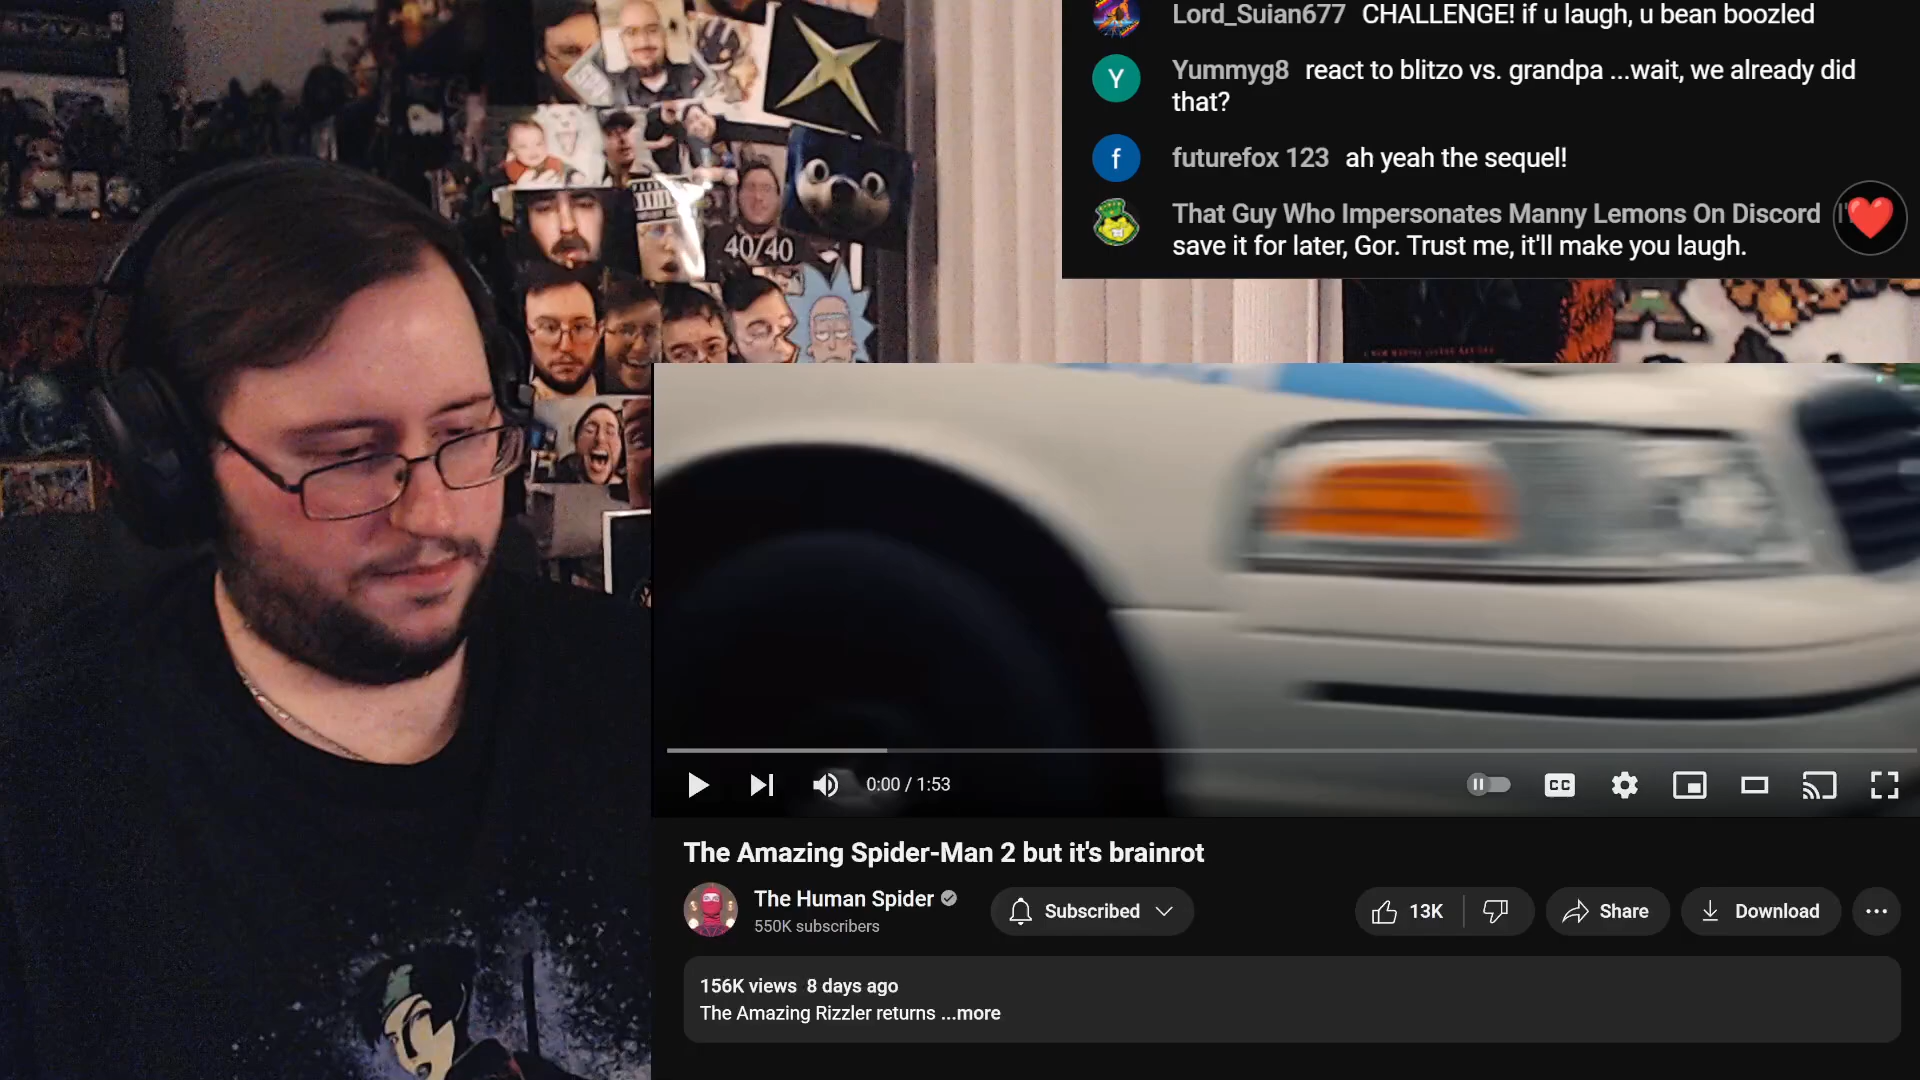 Lord_Suian677 CHALLENGE! if u laugh, u bean boozled
Y
Yummyg8 react to blitzo vs. grandpa ...wait, we already did
that?
f
futurefox 123 ah yeah the sequel!
That Guy Who Impersonates Manny Lemons On Discord
save it for later, Gor. Trust me, it'll make you laugh.
40/40
0:00 / 1:53
CC
The Amazing Spider-Man 2 but it's brainrot
The Human Spider
550K subscribers
Subscribed
13K
Share
Download
156K views 8 days ago
The Amazing Rizzler returns ...more